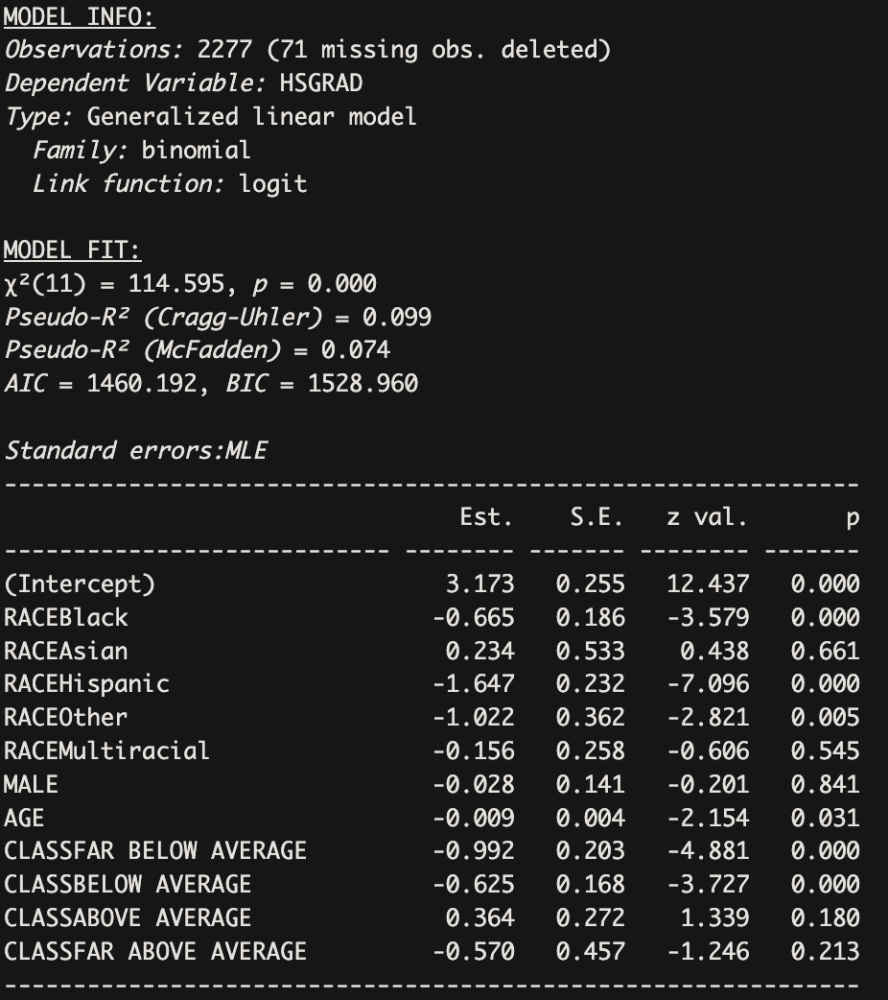 MODEL INFO:
Observations: 2277 (71 missing obs. deleted)
Dependent Variable: HSGRAD
Type: Generalized linear model
  Family: binomial
  Link function: logit

MODEL FIT:
χ²(11) = 114.595, p = 0.000
Pseudo-R² (Cragg-Uhler) = 0.099
Pseudo-R² (McFadden) = 0.074
AIC = 1460.192, BIC = 1528.960

Standard errors:MLE
--------------------------------------------------------------
                                 Est.    S.E.   z val.       p
---------------------------- -------- ------- -------- -------
(Intercept)                     3.173   0.255   12.437   0.000
RACEBlack                      -0.665   0.186   -3.579   0.000
RACEAsian                       0.234   0.533    0.438   0.661
RACEHispanic                   -1.647   0.232   -7.096   0.000
RACEOther                      -1.022   0.362   -2.821   0.005
RACEMultiracial                -0.156   0.258   -0.606   0.545
MALE                           -0.028   0.141   -0.201   0.841
AGE                            -0.009   0.004   -2.154   0.031
CLASSFAR BELOW AVERAGE         -0.992   0.203   -4.881   0.000
CLASSBELOW AVERAGE             -0.625   0.168   -3.727   0.000
CLASSABOVE AVERAGE              0.364   0.272    1.339   0.180
CLASSFAR ABOVE AVERAGE         -0.570   0.457   -1.246   0.213
--------------------------------------------------------------